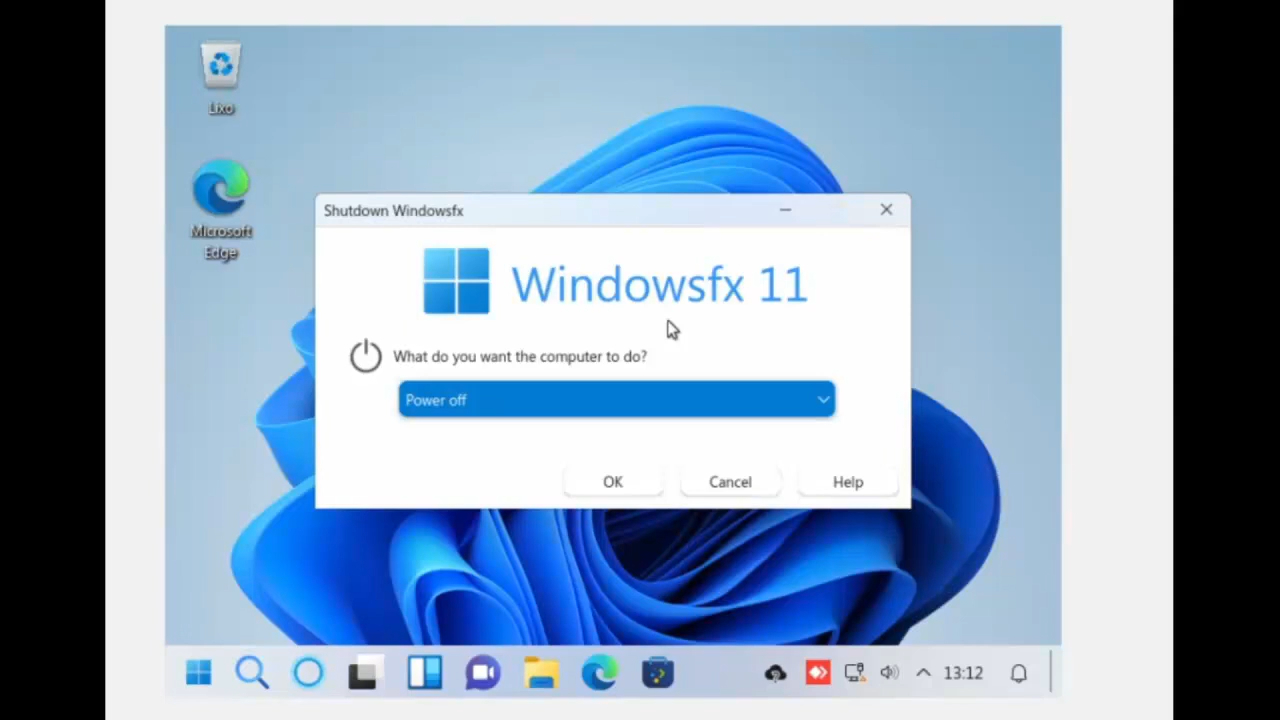 Lixo
Microsoft
Edge
Shutdown Windowsfx
Windowsfx 11
What do you want the computer to do?
Power off
OK
Cancel
Help
13:12